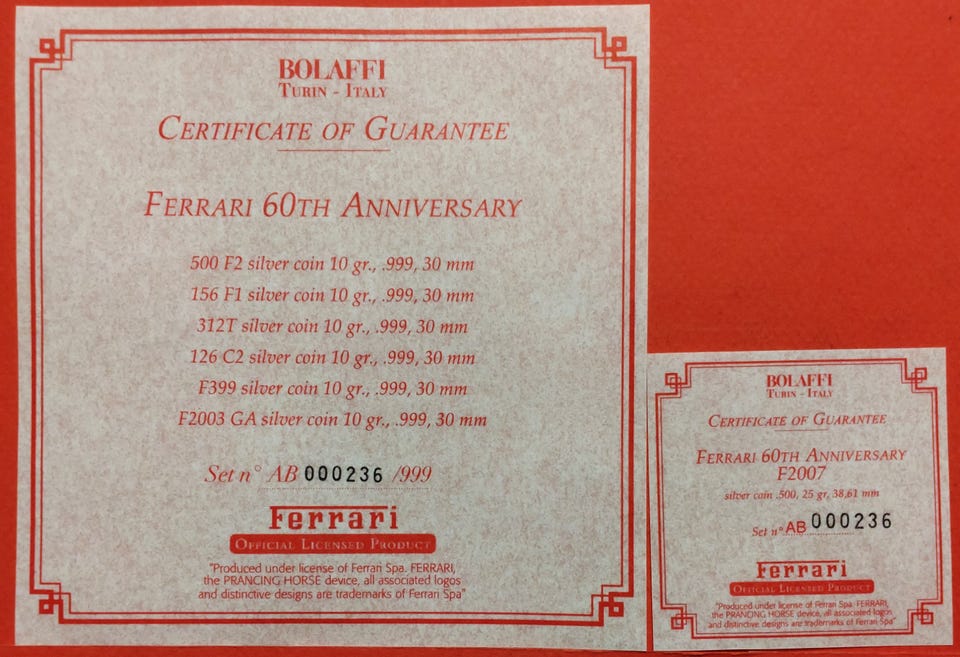 BOLAFFI
TURIN - ITALY
CERTIFICATE OF GUARANTEE
FERRARI 60TH ANNIVERSARY
500 F2 silver coin 10 gr., .999, 30 mm
156 F1 silver coin 10 gr., .999, 30 mm
312T silver coin 10 gr., .999, 30 mm
126 C2 silver coin 10 gr., .999, 30 mm
F399 silver coin 10 gr., .999, 30 mm
F2003 GA silver coin 10 gr., .999, 30 mm
Set n° AB 000236 /999
Ferrari
OFFICIAL LICENSED PRODUCT
"Produced under license of Ferrari Spa. FERRARI,
the PRANCING HORSE device, all associated logos
and distinctive designs are trademarks of Ferrari Spa"
BOLAFFI
TURIN - ITALY
CERTIFICATE OF GUARANTEE
FERRARI 60TH ANNIVERSARY
F2007
silver coin .500, 25 gr, 38,61 mm
Set n° AB 000236
Ferrari
OFFICIAL LICENSED PRODUCT
"Produced under license of Ferrari Spa. FERRARI,
the PRANCING HORSE device, all associated logos
and distinctive designs are trademarks of Ferrari Spa"